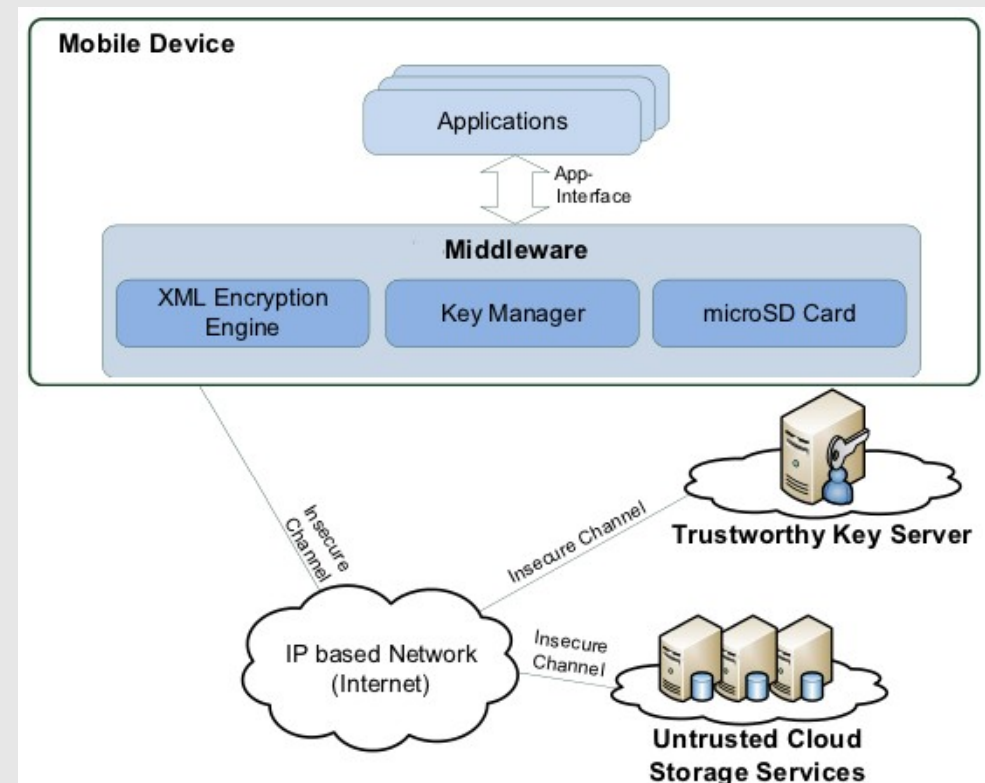 Mobile Device
Applications
App-
Interface
Middleware
XML Encryption
Engine
Key Manager
microSD Card
Insecure
Channel
Insecure Channel
Trustworthy Key Server
IP based Network
(Internet)
Insecure
Channel
Untrusted Cloud
Storage Services